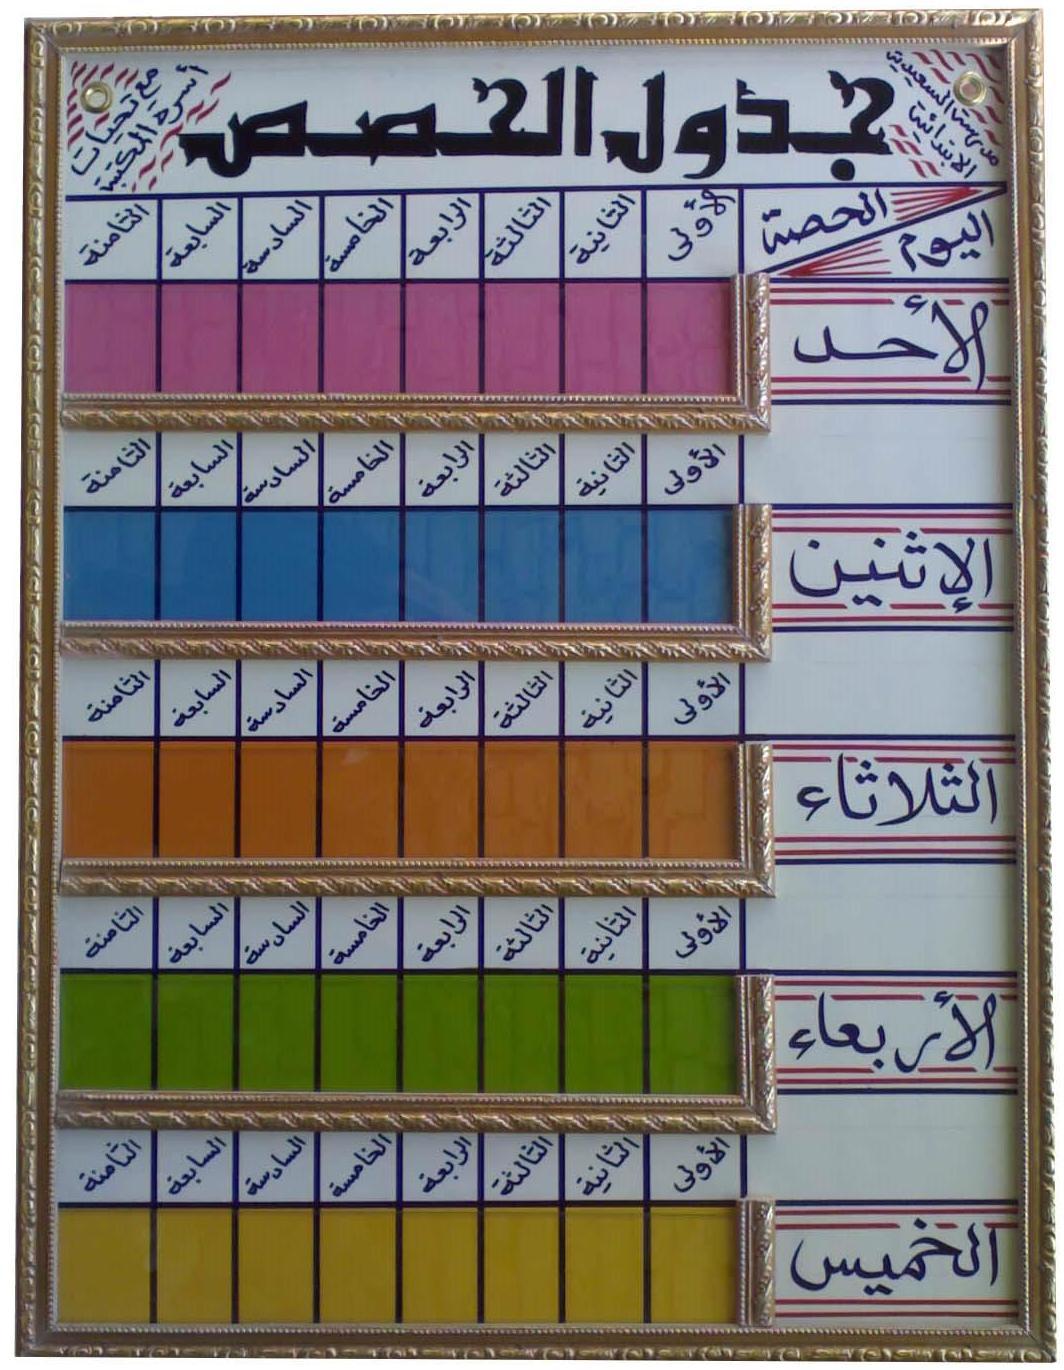 مدرسة السعيدية
الابتدائية
جدول الحصص
مع تحيات
أسرة المكتبة
الحصة
اليوم
الأولى الثانية الثالثة الرابعة الخامسة السادسة السابعة الثامنة
الأحد
الأولى الثانية الثالثة الرابعة الخامسة السادسة السابعة الثامنة
الإثنين
الأولى الثانية الثالثة الرابعة الخامسة السادسة السابعة الثامنة
الثلاثاء
الأولى الثانية الثالثة الرابعة الخامسة السادسة السابعة الثامنة
الأربعاء
الأولى الثانية الثالثة الرابعة الخامسة السادسة السابعة الثامنة
الخميس